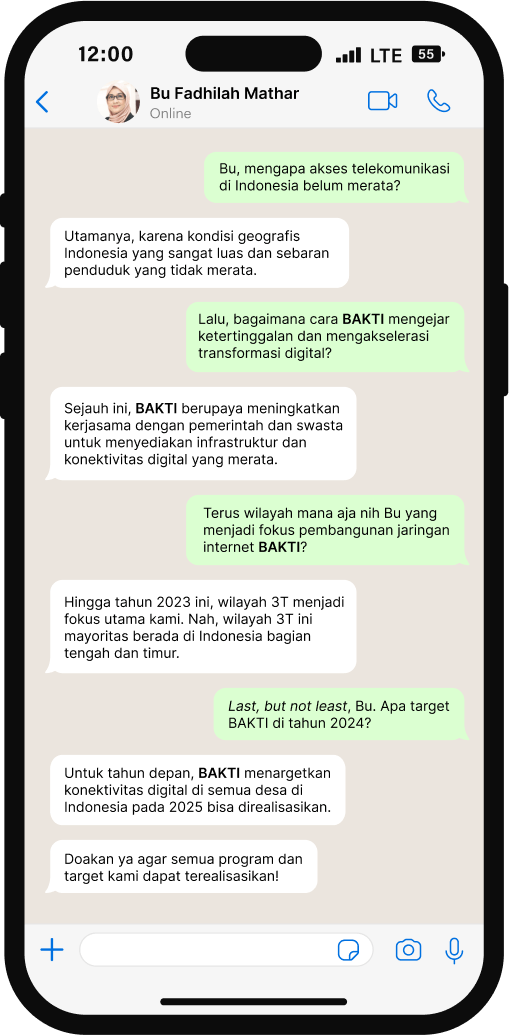 12:00
LTE
55
Bu Fadhilah Mathar
Online
Bu, mengapa akses telekomunikasi
di Indonesia belum merata?
Utamanya, karena kondisi geografis
Indonesia yang sangat luas dan sebaran
penduduk yang tidak merata.
Lalu, bagaimana cara BAKTI mengejar
ketertinggalan dan mengakselerasi
transformasi digital?
Sejauh ini, BAKTI berupaya meningkatkan
kerjasama dengan pemerintah dan swasta
untuk menyediakan infrastruktur dan
konektivitas digital yang merata.
Terus wilayah mana aja nih Bu yang
menjadi fokus pembangunan jaringan
internet BAKTI?
Hingga tahun 2023 ini, wilayah 3T menjadi
fokus utama kami. Nah, wilayah 3T ini
mayoritas berada di Indonesia bagian
tengah dan timur.
Last, but not least, Bu. Apa target
BAKTI di tahun 2024?
Untuk tahun depan, BAKTI menargetkan
konektivitas digital di semua desa di
Indonesia pada 2025 bisa direalisasikan.
Doakan ya agar semua program dan
target kami dapat terealisasikan!